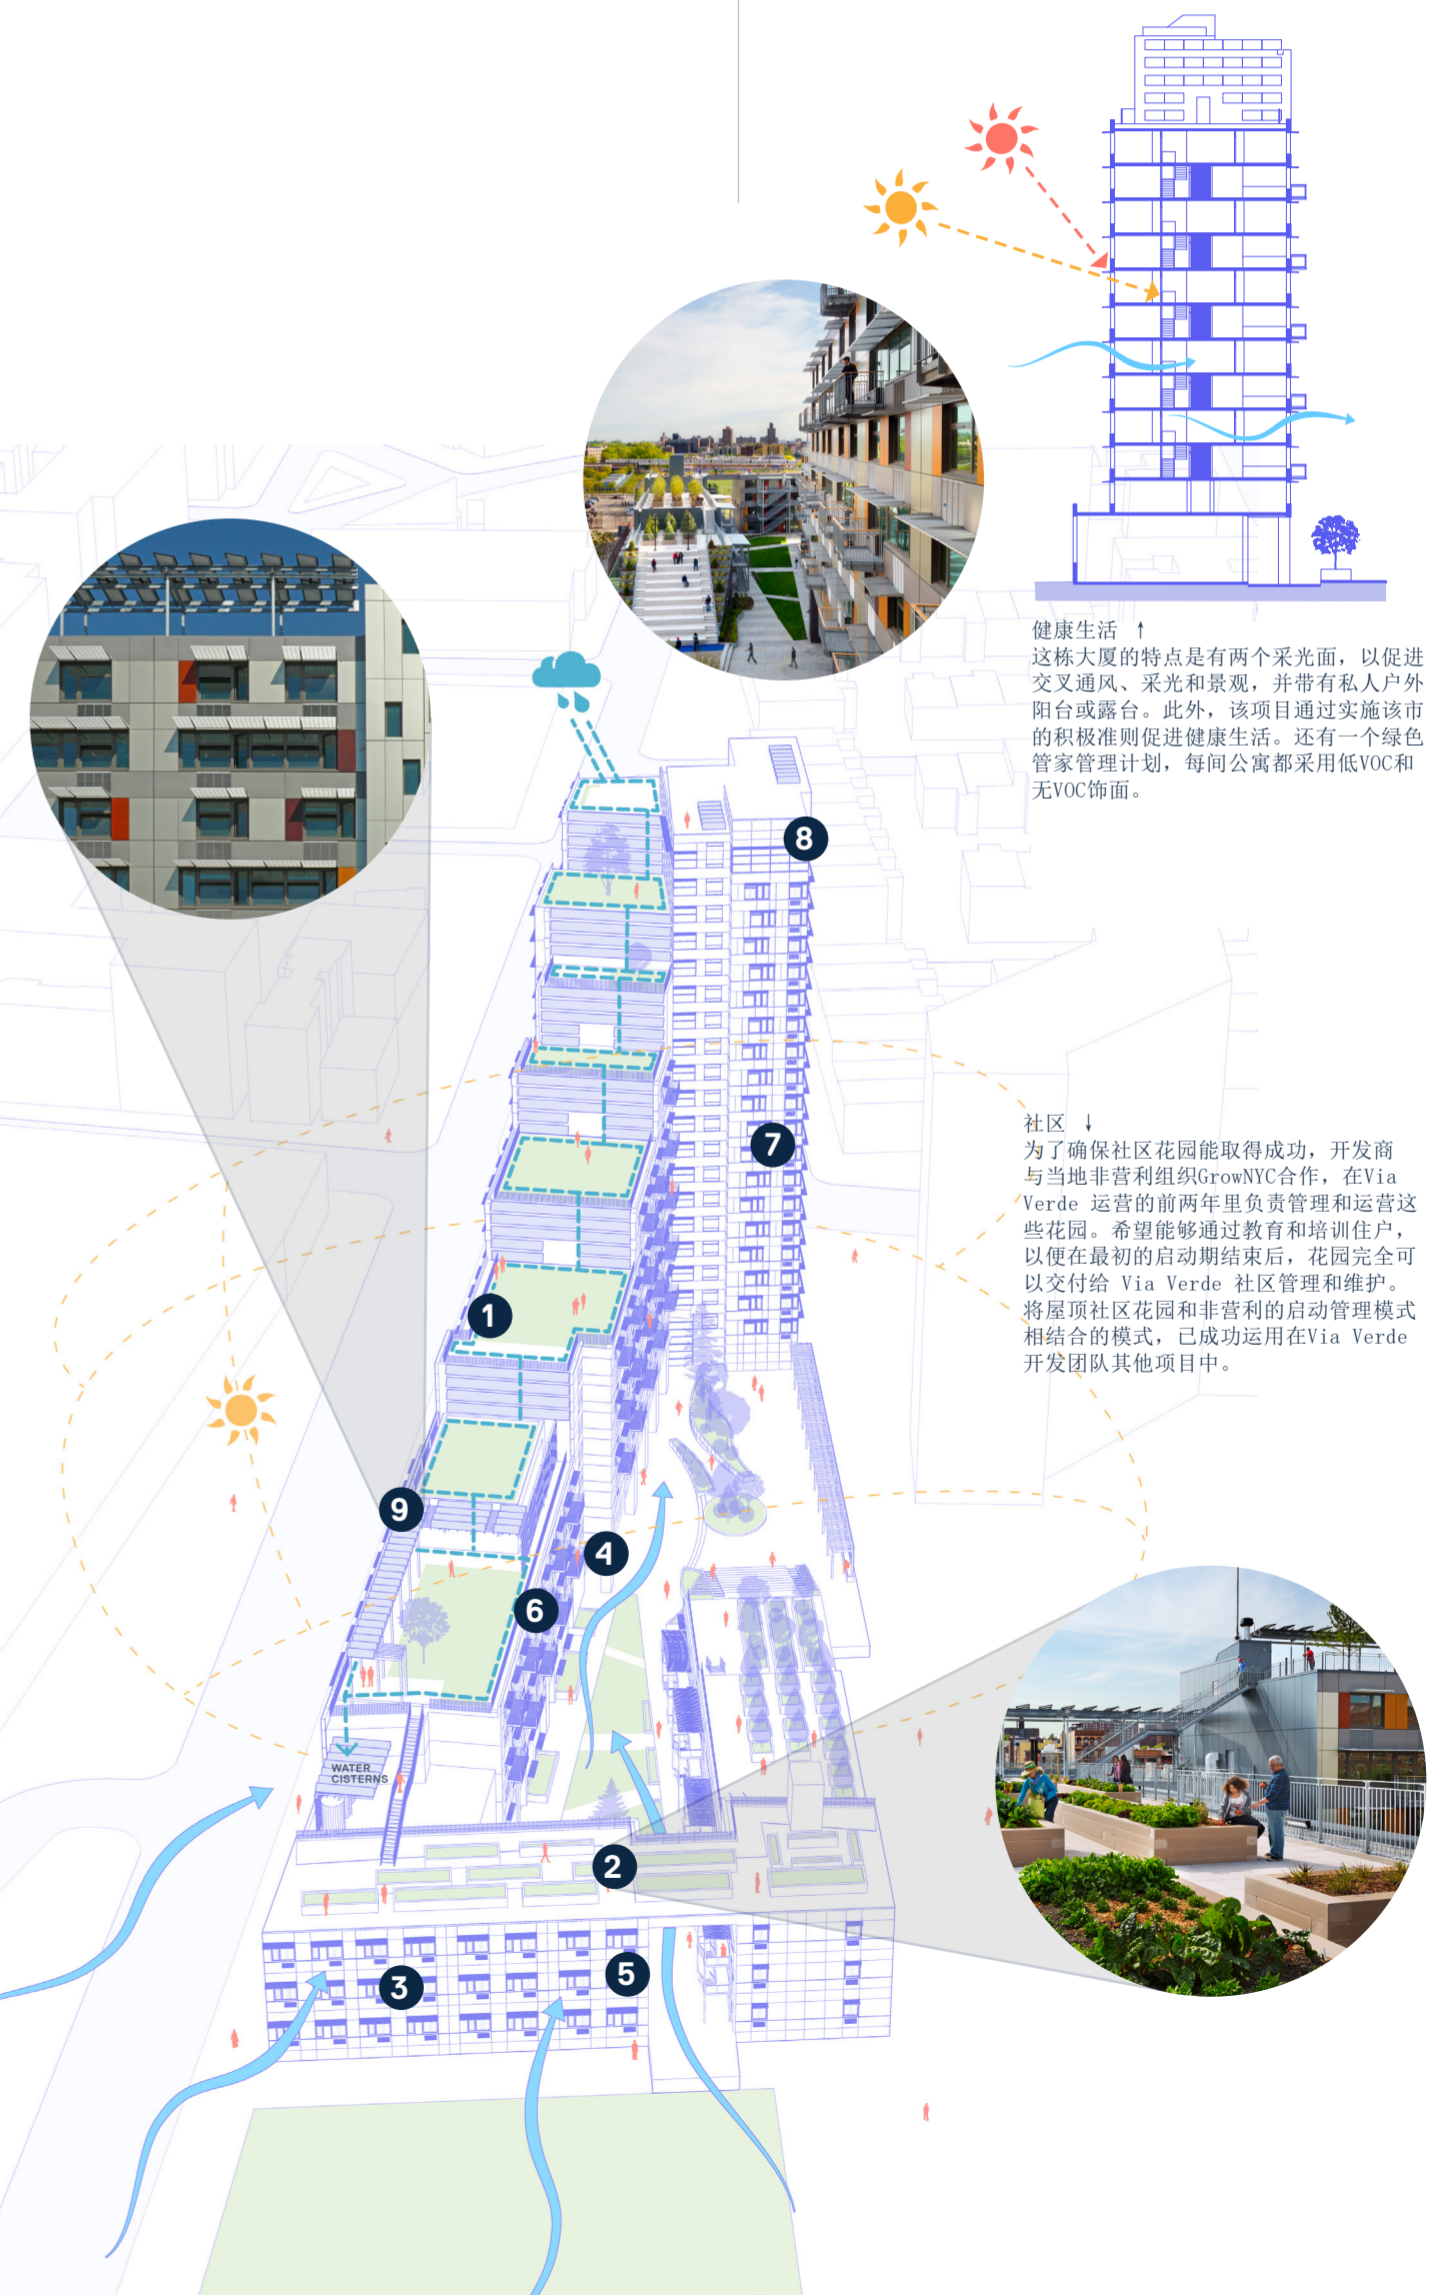 健康生活 ↑
这栋大厦的特点是有两个采光面，以促进
交叉通风、采光和景观，并带有私人户外
阳台或露台。此外，该项目通过实施该市
的积极准则促进健康生活。还有一个绿色
管家管理计划，每间公寓都采用低VOC和
无VOC饰面。
8
社区 ↓
为了确保社区花园能取得成功，开发商
与当地非营利组织GrowNYC合作，在Via
Verde 运营的前两年里负责管理和运营这
些花园。希望能够通过教育和培训住户，
以便在最初的启动期结束后，花园完全可
以交付给 Via Verde 社区管理和维护。
将屋顶社区花园和非营利的启动管理模式
相结合的模式，已成功运用在Via Verde
开发团队其他项目中。
7
1
9
4
6
WATER
CISTERNS
2
5
3